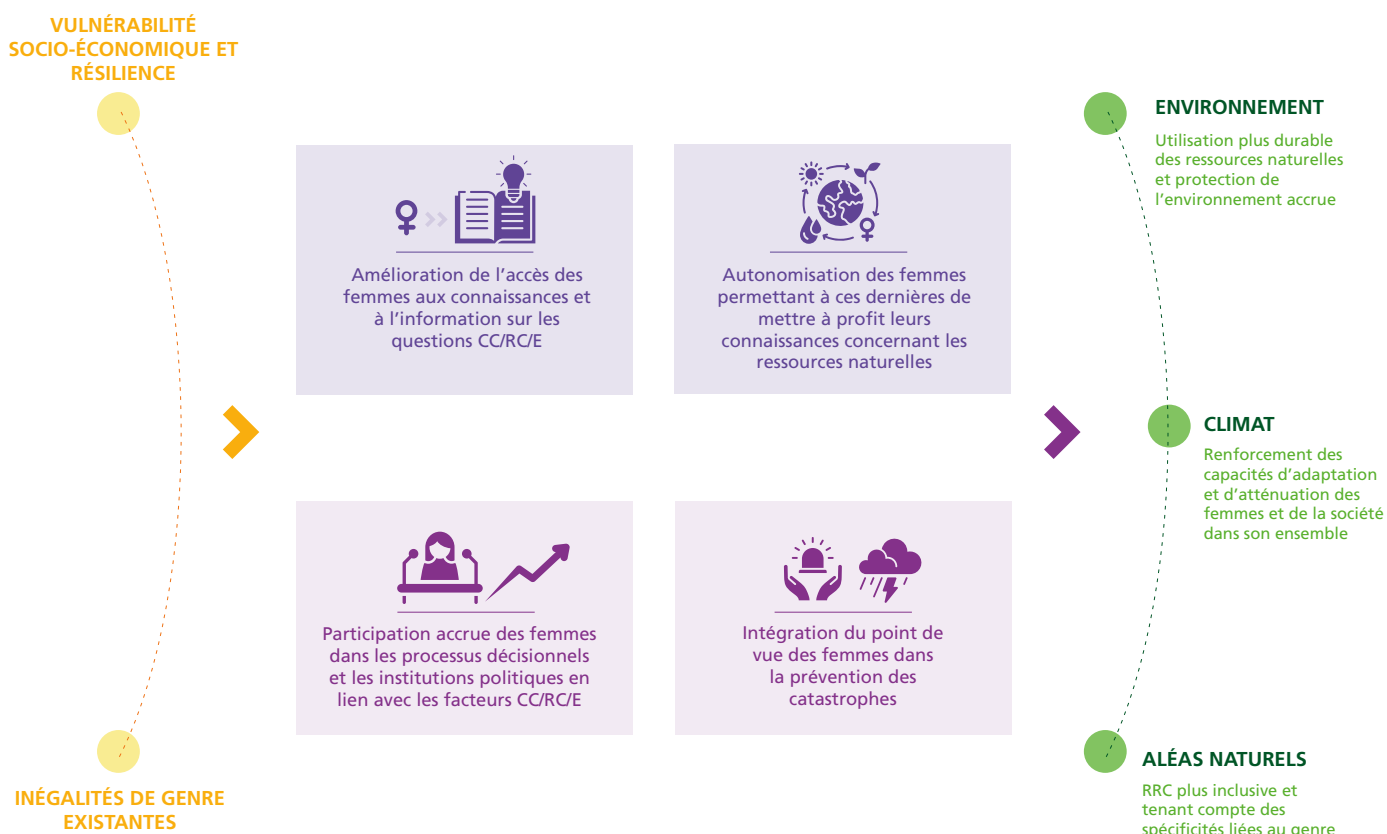 VULNÉRABILITÉ
SOCIO-ÉCONOMIQUE ET
RÉSILIENCE
INÉGALITÉS DE GENRE
EXISTANTES
Amélioration de l’accès des
femmes aux connaissances et
à l’information sur les
questions CC/RC/E
Autonomisation des femmes
permettant à ces dernières de
mettre à profit leurs
connaissances concernant les
ressources naturelles
Participation accrue des femmes
dans les processus décisionnels
et les institutions politiques en
lien avec les facteurs CC/RC/E
Intégration du point de
vue des femmes dans
la prévention des
catastrophes
ENVIRONNEMENT
Utilisation plus durable
des ressources naturelles
et protection de
l’environnement accrue
CLIMAT
Renforcement des
capacités d’adaptation
et d’atténuation des
femmes et de la société
dans son ensemble
ALÉAS NATURELS
RRC plus inclusive et
tenant compte des
spécificités liées au genre